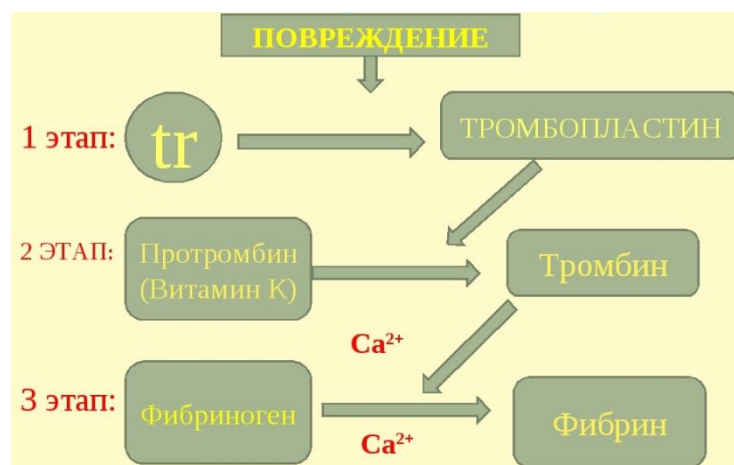 ПОВРЕЖДЕНИЕ
1 этап:
tr
ТРОМБОПЛАСТИН
2 ЭТАП:
Протромбин
(Витамин К)
Тромбин
Ca²⁺
3 этап:
Фибриноген
Фибрин
Ca²⁺